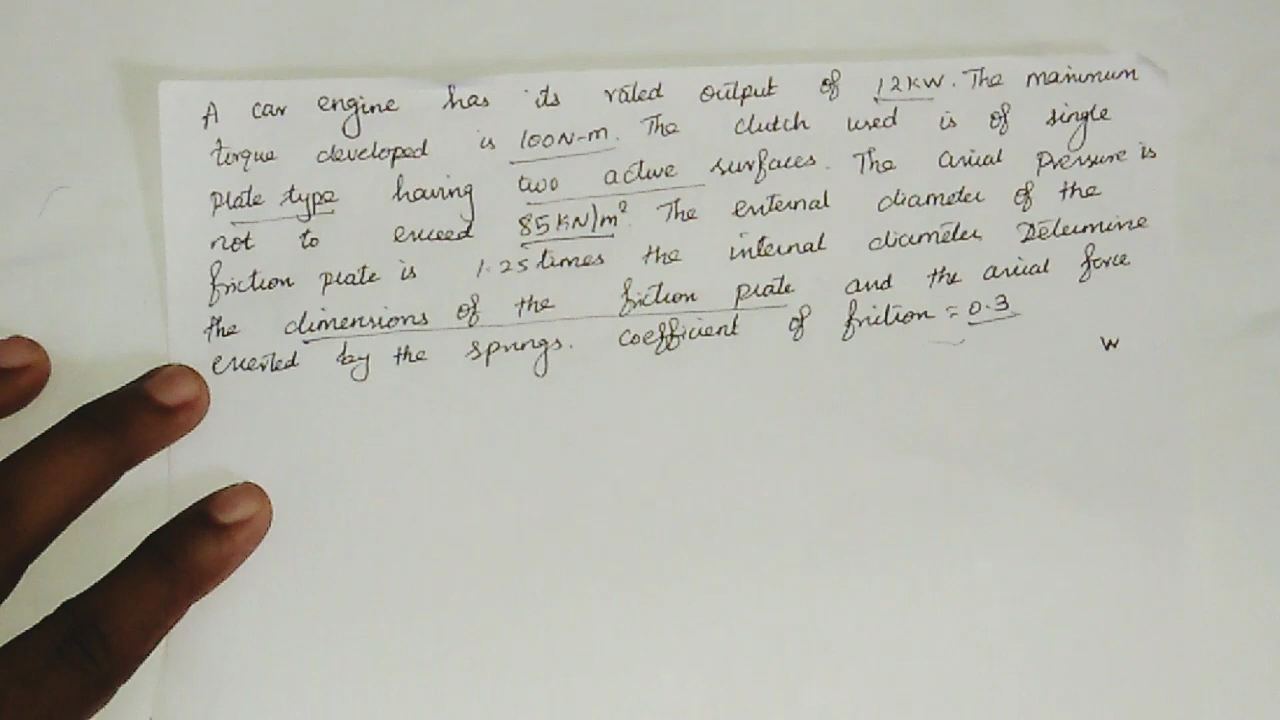 A car engine has its rated output of 12KW. The maximum
torque developed is 100N-m. The clutch used is of single
plate type having two active surfaces. The axial pressure is
not to exceed 85KN/m². The external diameter of the
friction plate is 1.25 times the internal diameter. Determine
the dimensions of the friction plate and the axial force
exerted by the springs. coefficient of friction = 0.3
W